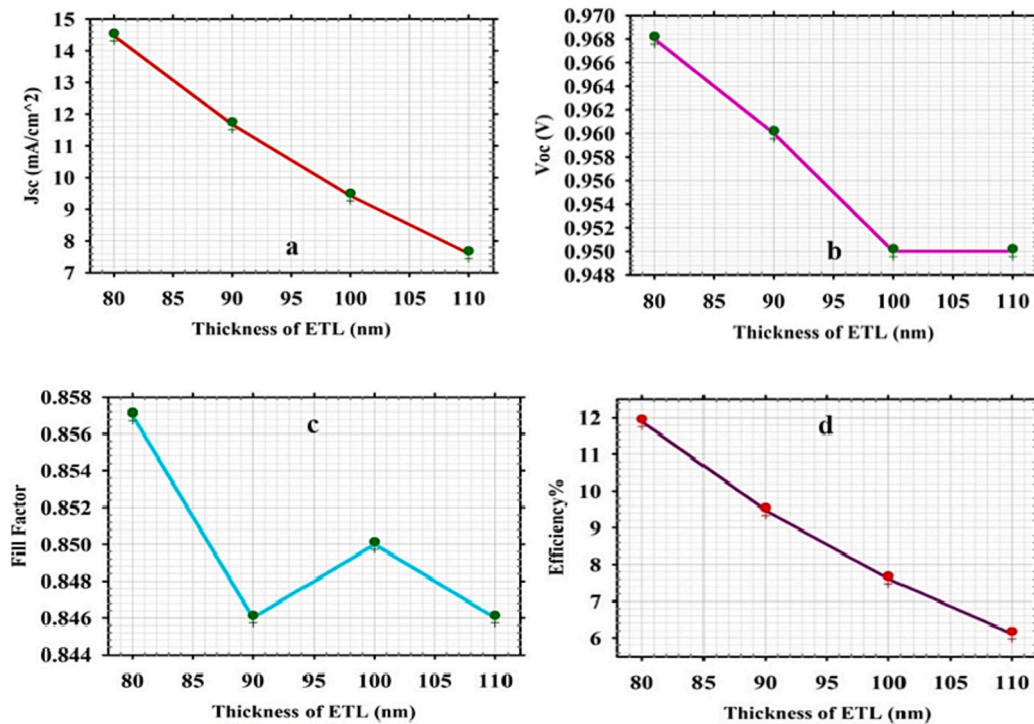 15
14
13
12
11
10
9
8
7
Jsc (mA/cm^2)
a
80 85 90 95 100 105 110
Thickness of ETL (nm)
0.970
0.968
0.966
0.964
0.962
0.960
0.958
0.956
0.954
0.952
0.950
0.948
Voc (V)
b
80 85 90 95 100 105 110
Thickness of ETL (nm)
0.858
0.856
0.854
0.852
0.850
0.848
0.846
0.844
Fill Factor
c
80 85 90 95 100 105 110
Thickness of ETL (nm)
12
11
10
9
8
7
6
Efficiency%
d
80 85 90 95 100 105 110
Thickness of ETL (nm)